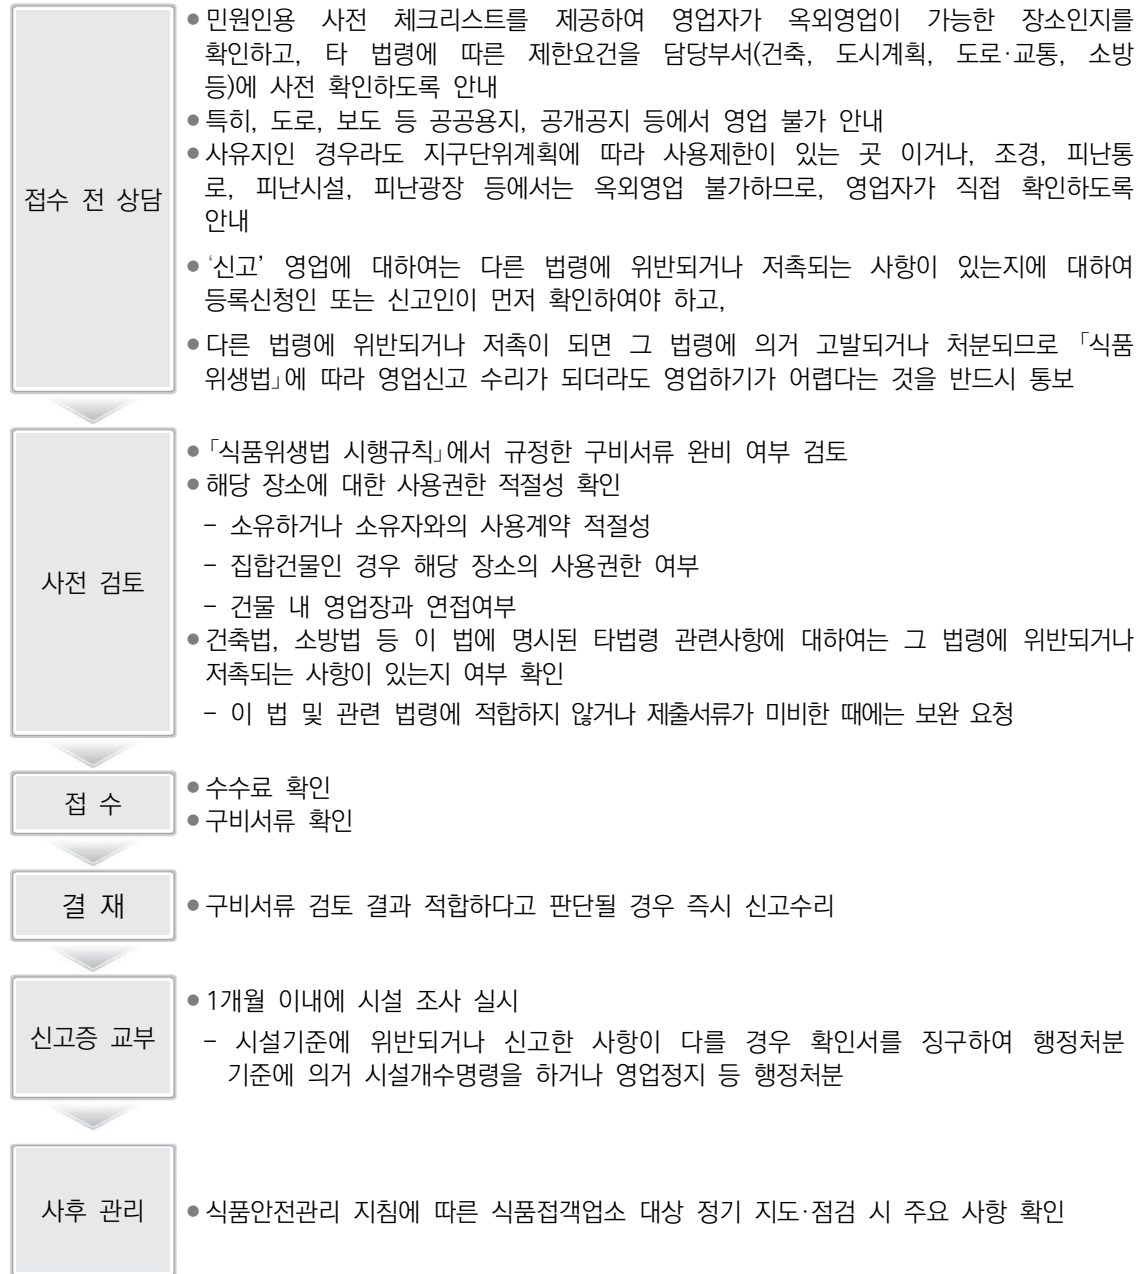 접수 전 상담
● 민원인용 사전 체크리스트를 제공하여 영업자가 옥외영업이 가능한 장소인지를
확인하고, 타 법령에 따른 제한요건을 담당부서(건축, 도시계획, 도로·교통, 소방
등)에 사전 확인하도록 안내
● 특히, 도로, 보도 등 공공용지, 공개공지 등에서 영업 불가 안내
● 사유지인 경우라도 지구단위계획에 따라 사용제한이 있는 곳 이거나, 조경, 피난통
로, 피난시설, 피난광장 등에서는 옥외영업 불가하므로, 영업자가 직접 확인하도록
안내
● ‘신고’ 영업에 대하여는 다른 법령에 위반되거나 저촉되는 사항이 있는지에 대하여
등록신청인 또는 신고인이 먼저 확인하여야 하고,
● 다른 법령에 위반되거나 저촉이 되면 그 법령에 의거 고발되거나 처분되므로 「식품
위생법」에 따라 영업신고 수리가 되더라도 영업하기가 어렵다는 것을 반드시 통보
사전 검토
● 「식품위생법 시행규칙」에서 규정한 구비서류 완비 여부 검토
● 해당 장소에 대한 사용권한 적절성 확인
- 소유하거나 소유자와의 사용계약 적절성
- 집합건물인 경우 해당 장소의 사용권한 여부
- 건물 내 영업장과 연접여부
● 건축법, 소방법 등 이 법에 명시된 타법령 관련사항에 대하여는 그 법령에 위반되거나
저촉되는 사항이 있는지 여부 확인
- 이 법 및 관련 법령에 적합하지 않거나 제출서류가 미비한 때에는 보완 요청
접 수
● 수수료 확인
● 구비서류 확인
결 재
● 구비서류 검토 결과 적합하다고 판단될 경우 즉시 신고수리
신고증 교부
● 1개월 이내에 시설 조사 실시
- 시설기준에 위반되거나 신고한 사항이 다를 경우 확인서를 징구하여 행정처분
기준에 의거 시설개수명령을 하거나 영업정지 등 행정처분
사후 관리
● 식품안전관리 지침에 따른 식품접객업소 대상 정기 지도·점검 시 주요 사항 확인